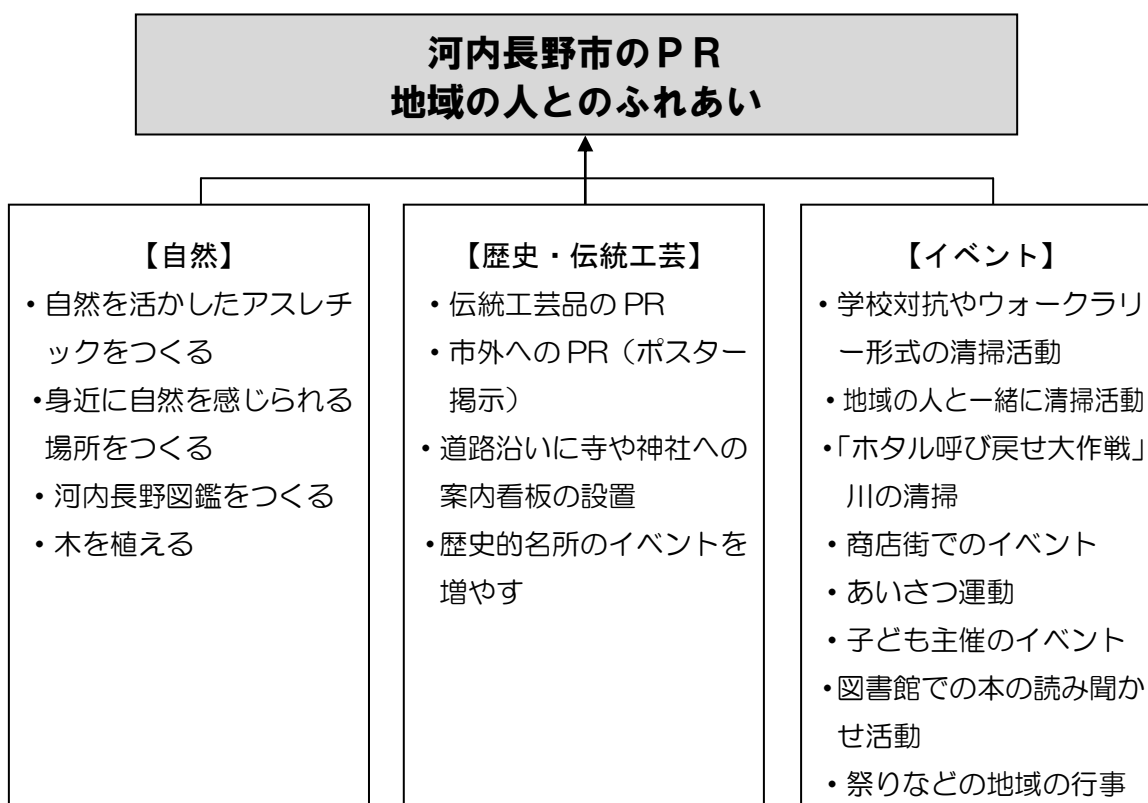 河内長野市のPR
地域の人とのふれあい
【自然】
・自然を活かしたアスレチ
ックをつくる
・身近に自然を感じられる
場所をつくる
・河内長野図鑑をつくる
・木を植える
【歴史・伝統工芸】
・伝統工芸品の PR
・市外への PR（ポスター
掲示）
・道路沿いに寺や神社への
案内看板の設置
・歴史的名所のイベントを
増やす
【イベント】
・学校対抗やウォークラリ
ー形式の清掃活動
・地域の人と一緒に清掃活動
・「ホタル呼び戻せ大作戦」
川の清掃
・商店街でのイベント
・あいさつ運動
・子ども主催のイベント
・図書館での本の読み聞か
せ活動
・祭りなどの地域の行事